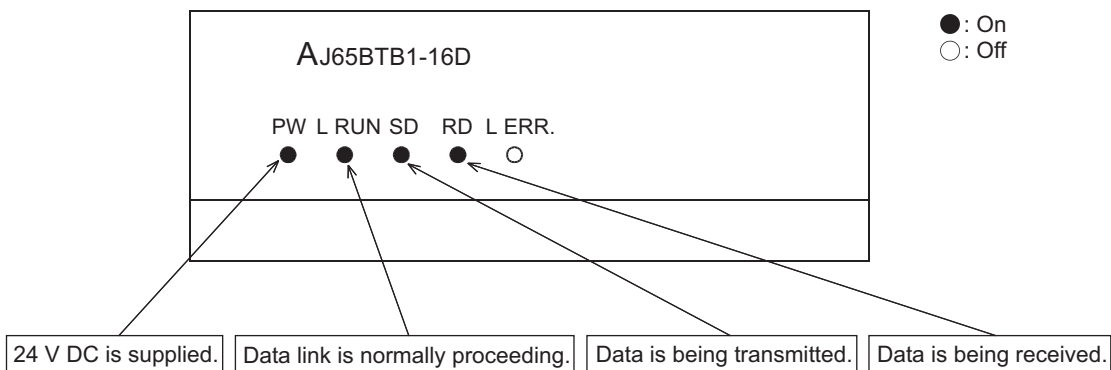 ●: On
○: Off
AJ65BTB1-16D
PW L RUN SD RD L ERR.
24 V DC is supplied.
Data link is normally proceeding.
Data is being transmitted.
Data is being received.